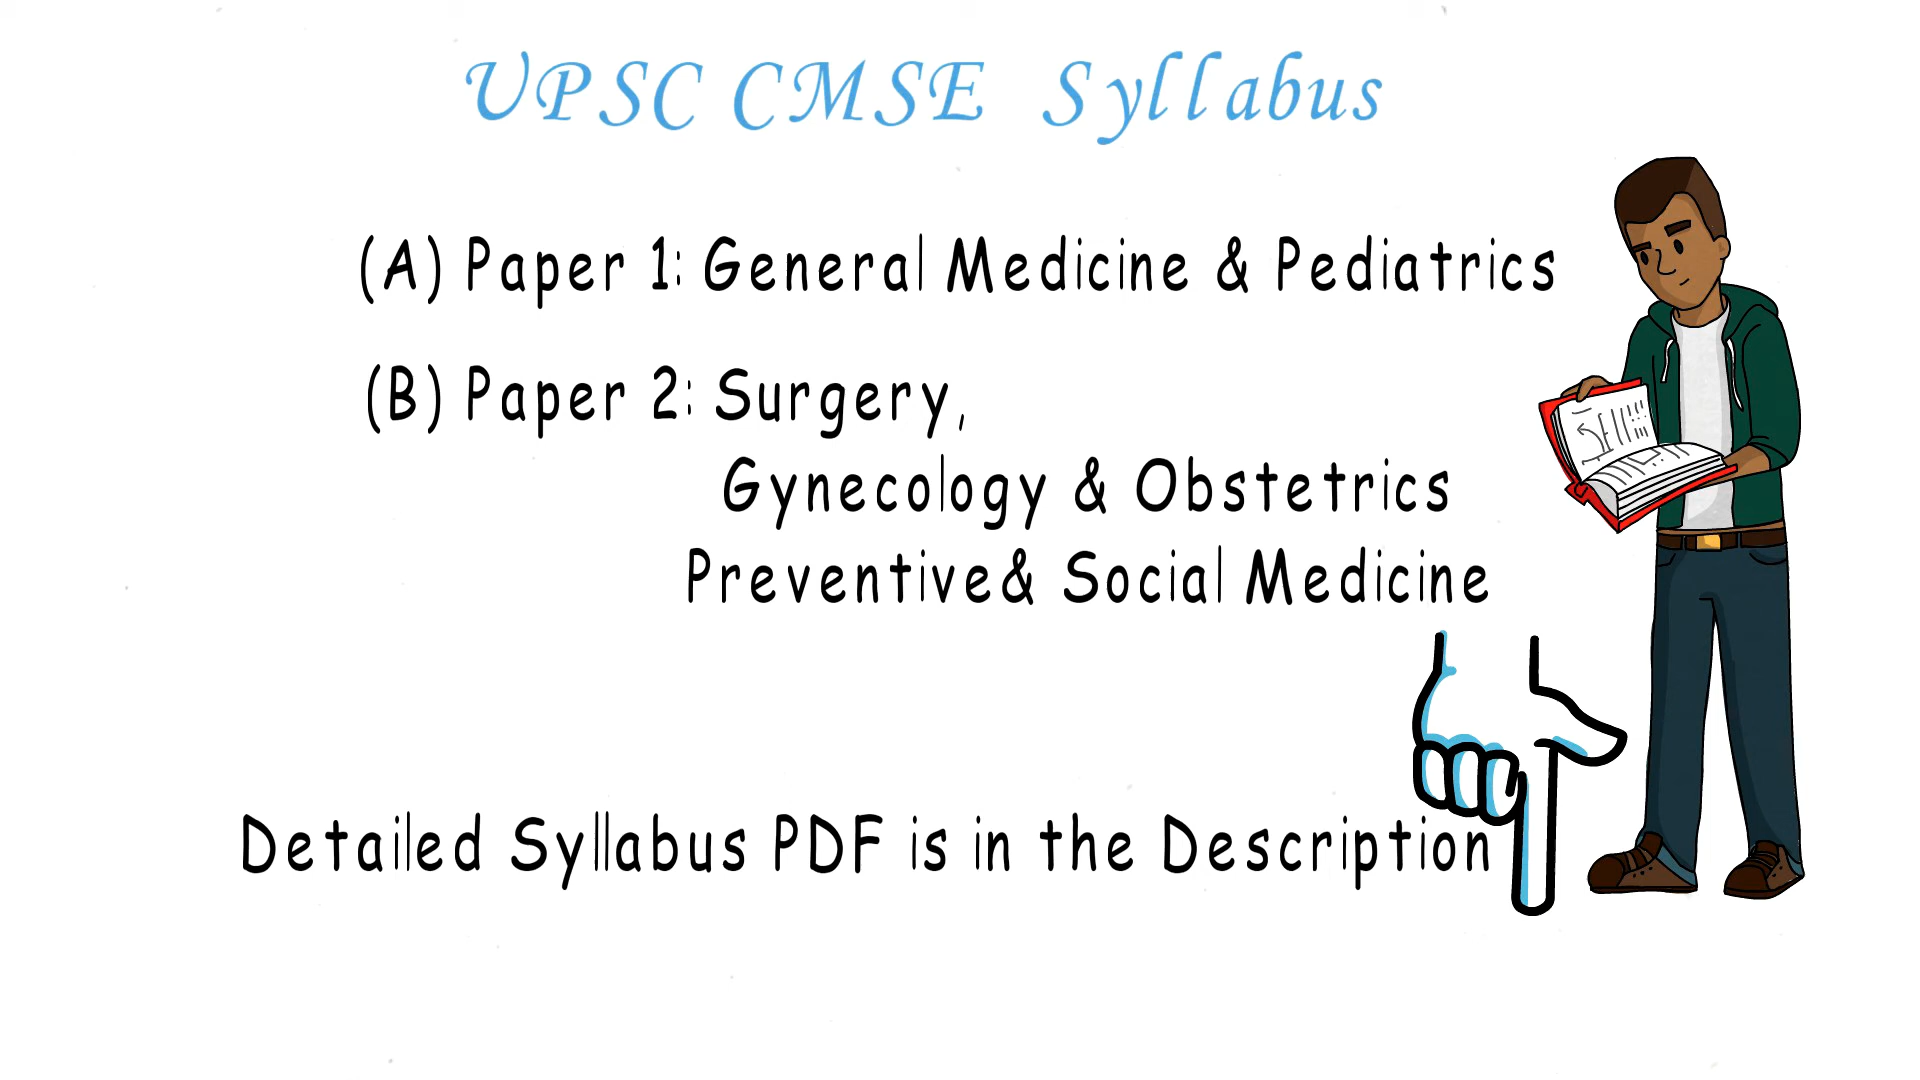 UPSC CMSE Syllabus
(A) Paper 1: General Medicine & Pediatrics
(B) Paper 2: Surgery,
Gynecology & Obstetrics
Preventive& Social Medicine
Detailed Syllabus PDF is in the Description